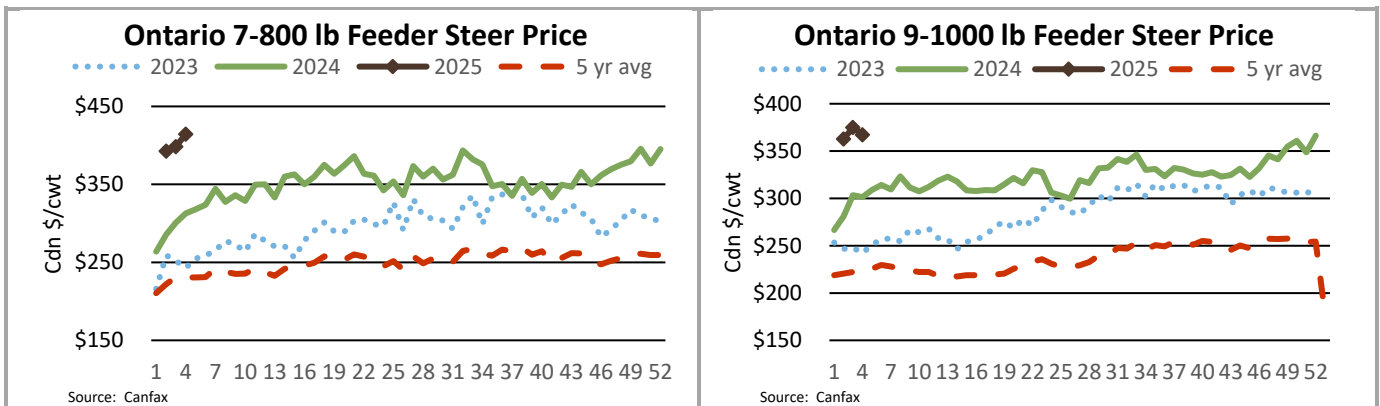 Ontario 7-800 lb Feeder Steer Price
2023 2024 2025 5 yr avg
Cdn $/cwt
$450
$350
$250
$150
1 4 7 10 13 16 19 22 25 28 31 34 37 40 43 46 49 52
Source: Canfax
Ontario 9-1000 lb Feeder Steer Price
2023 2024 2025 5 yr avg
Cdn $/cwt
$400
$350
$300
$250
$200
$150
1 4 7 10 13 16 19 22 25 28 31 34 37 40 43 46 49 52
Source: Canfax